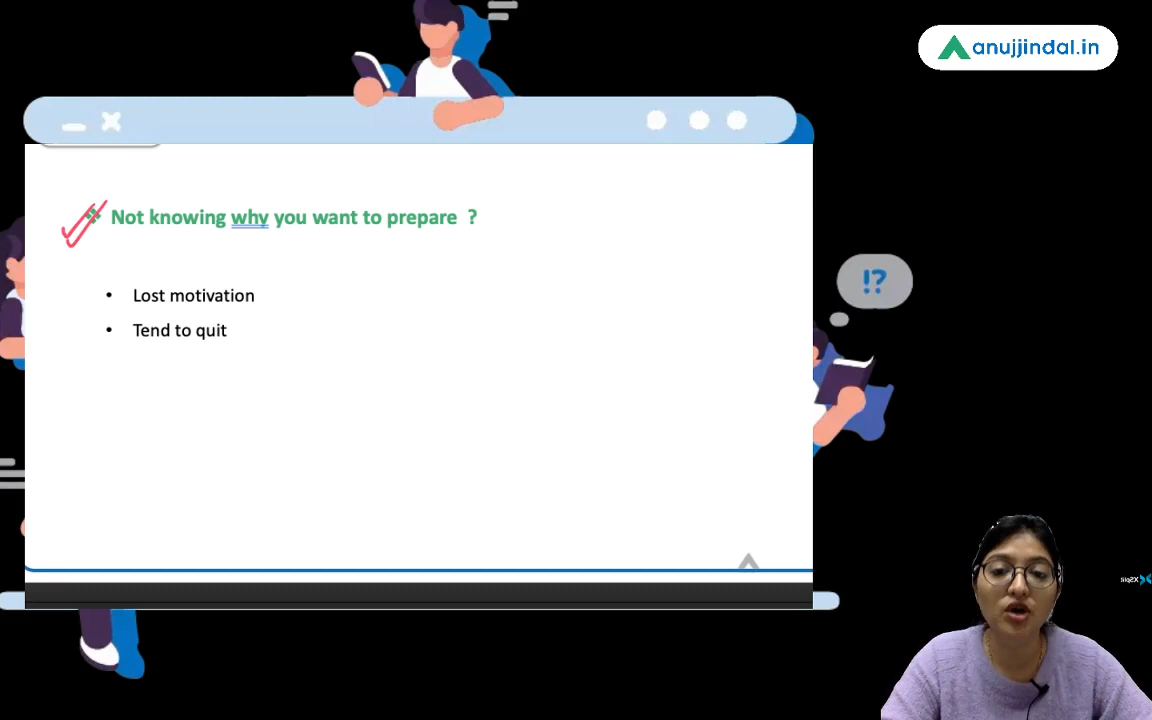 anujjindal.in
Not knowing why you want to prepare ?
• Lost motivation
• Tend to quit
!?